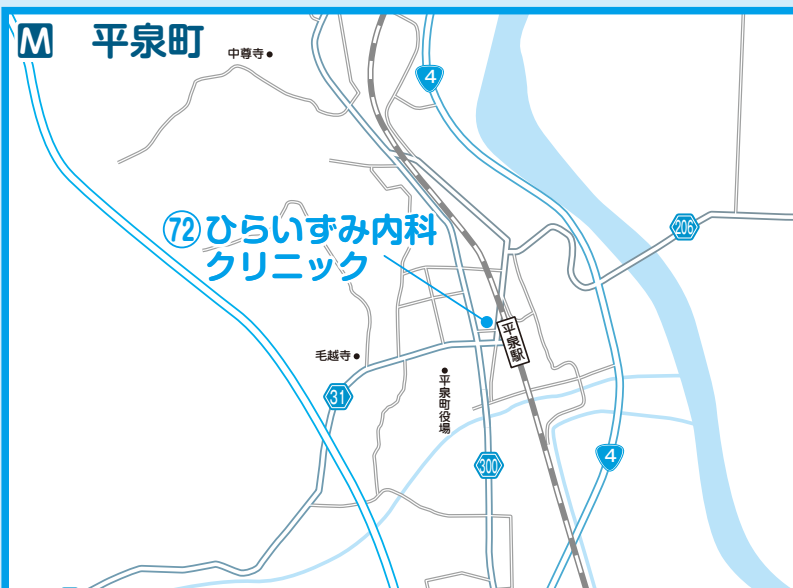 M 平泉町
中尊寺
4
206
72 ひらいずみ内科
クリニック
平泉駅
毛越寺
31
平泉町役場
300
4